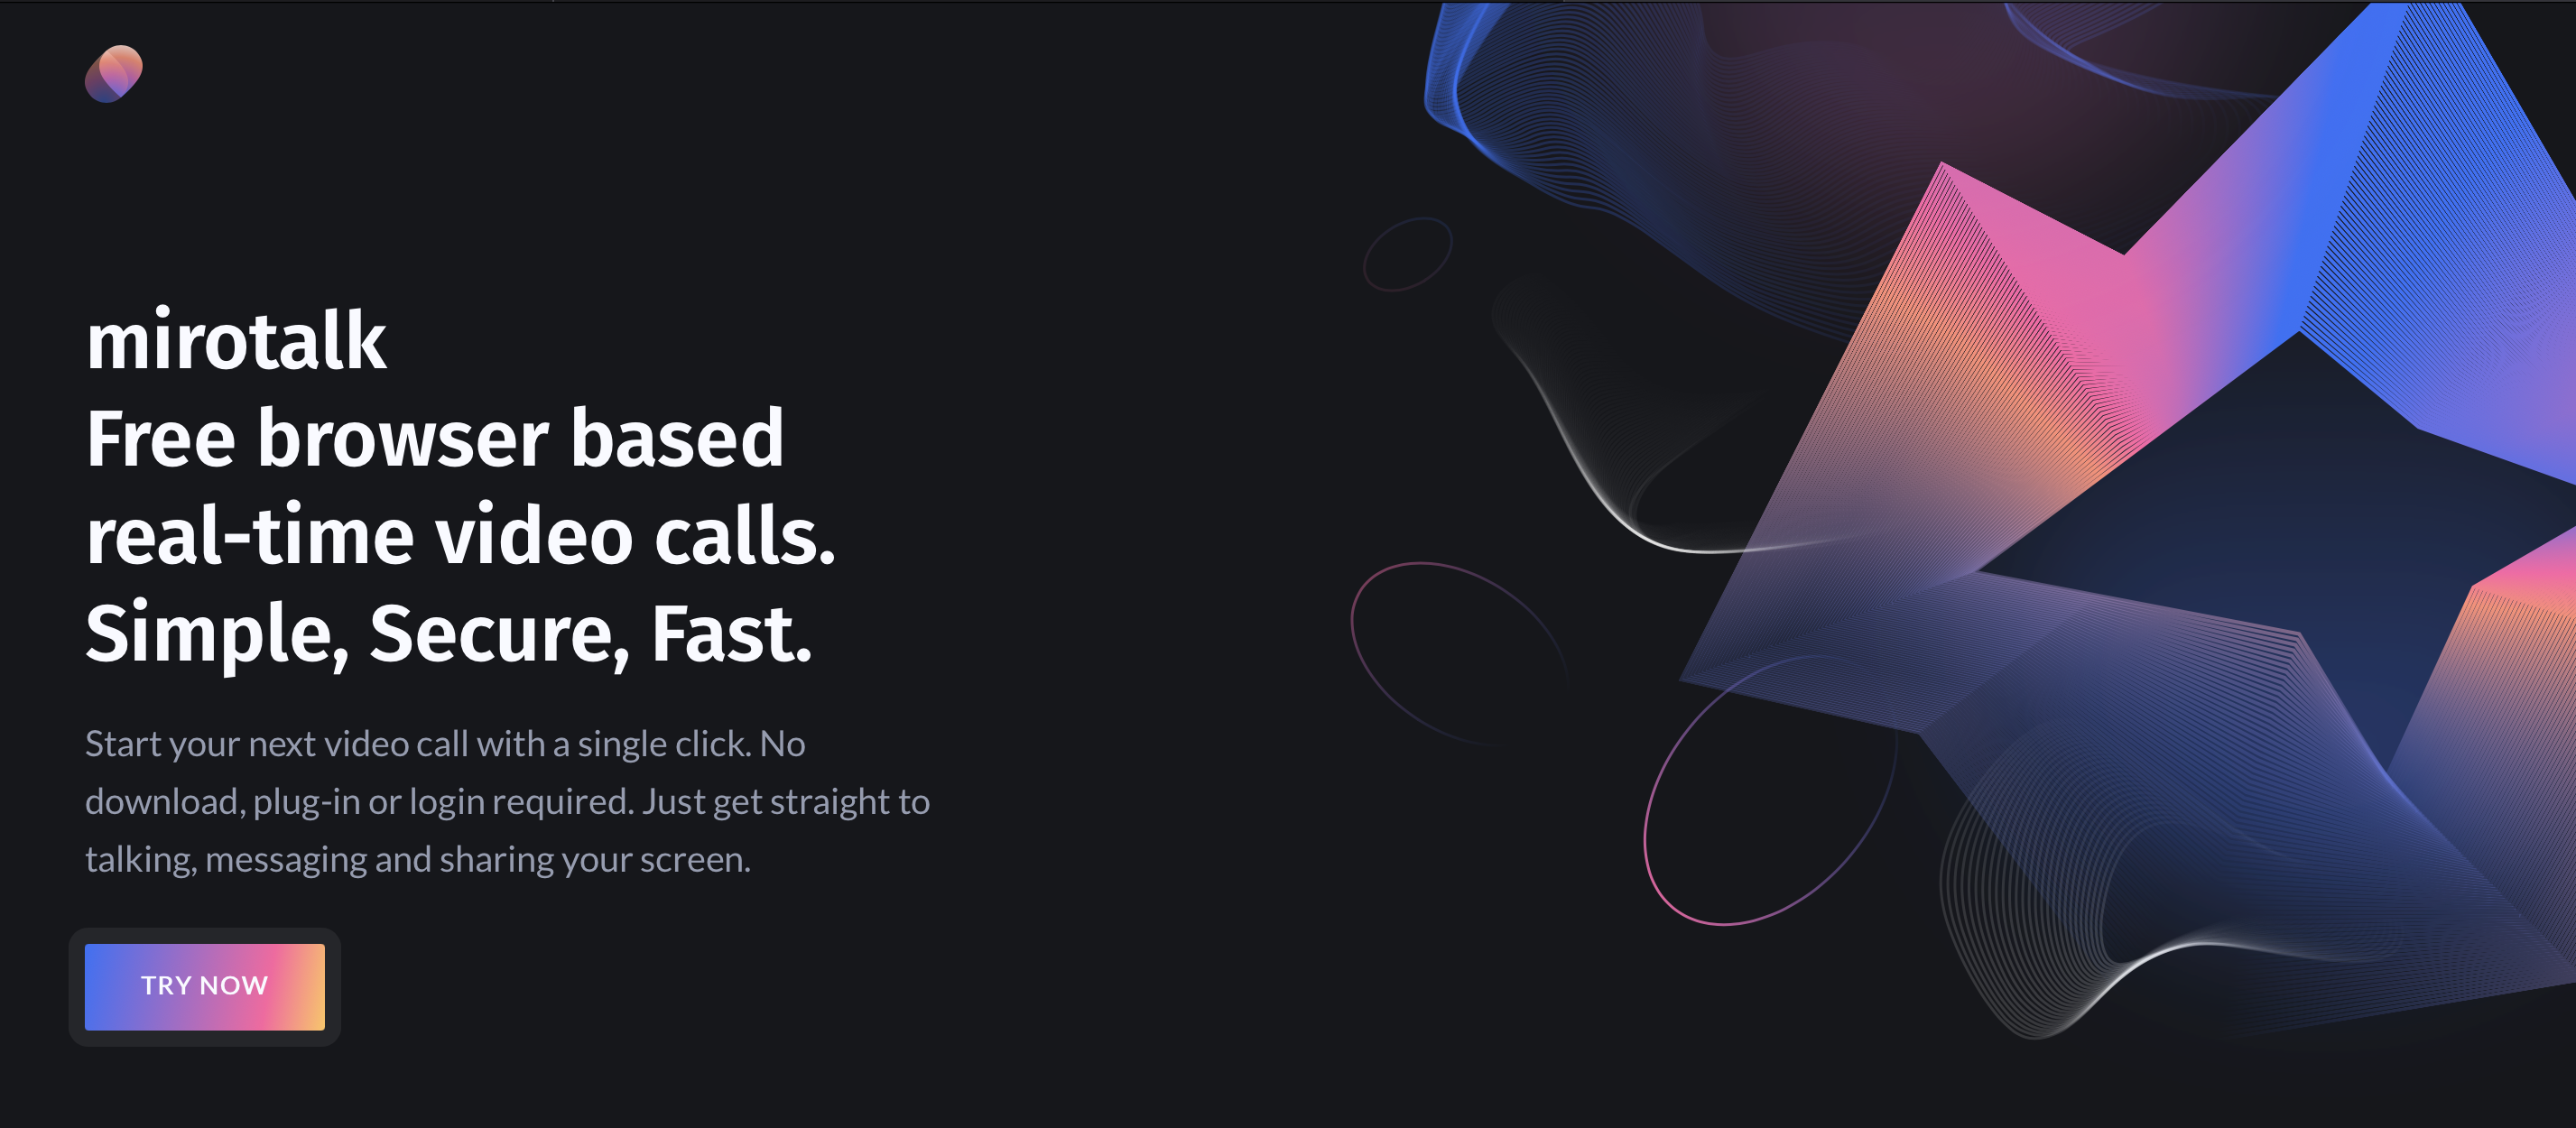 mirotalk
Free browser based
real-time video calls.
Simple, Secure, Fast.
Start your next video call with a single click. No
download, plug-in or login required. Just get straight to
talking, messaging and sharing your screen.
TRY NOW